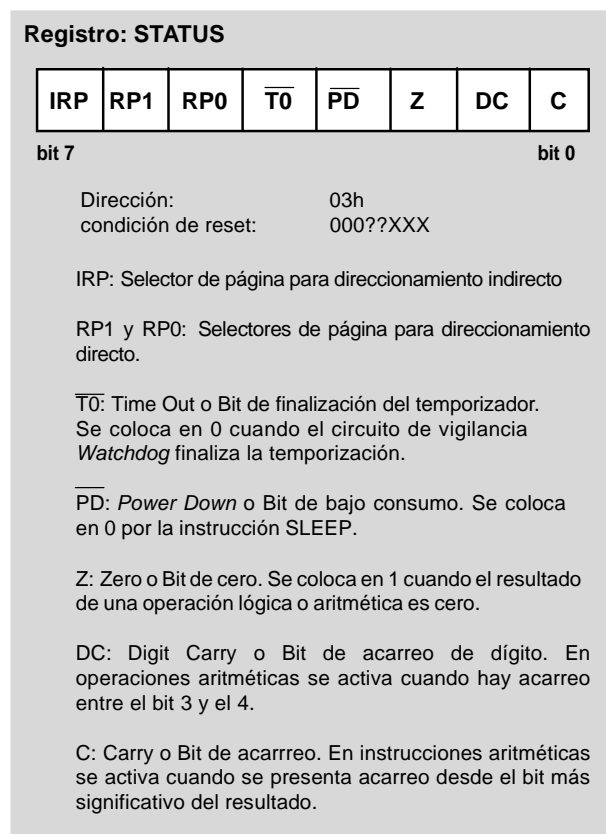 Registro: STATUS
IRP RP1 RP0 T0 PD Z DC C
bit 7 bit 0
Dirección: 03h
condición de reset: 000??XXX
IRP: Selector de página para direccionamiento indirecto
RP1 y RP0: Selectores de página para direccionamiento
directo.
T0: Time Out o Bit de finalización del temporizador.
Se coloca en 0 cuando el circuito de vigilancia
Watchdog finaliza la temporización.
PD: Power Down o Bit de bajo consumo. Se coloca
en 0 por la instrucción SLEEP.
Z: Zero o Bit de cero. Se coloca en 1 cuando el resultado
de una operación lógica o aritmética es cero.
DC: Digit Carry o Bit de acarreo de dígito. En
operaciones aritméticas se activa cuando hay acarreo
entre el bit 3 y el 4.
C: Carry o Bit de acarrreo. En instrucciones aritméticas
se activa cuando se presenta acarreo desde el bit más
significativo del resultado.